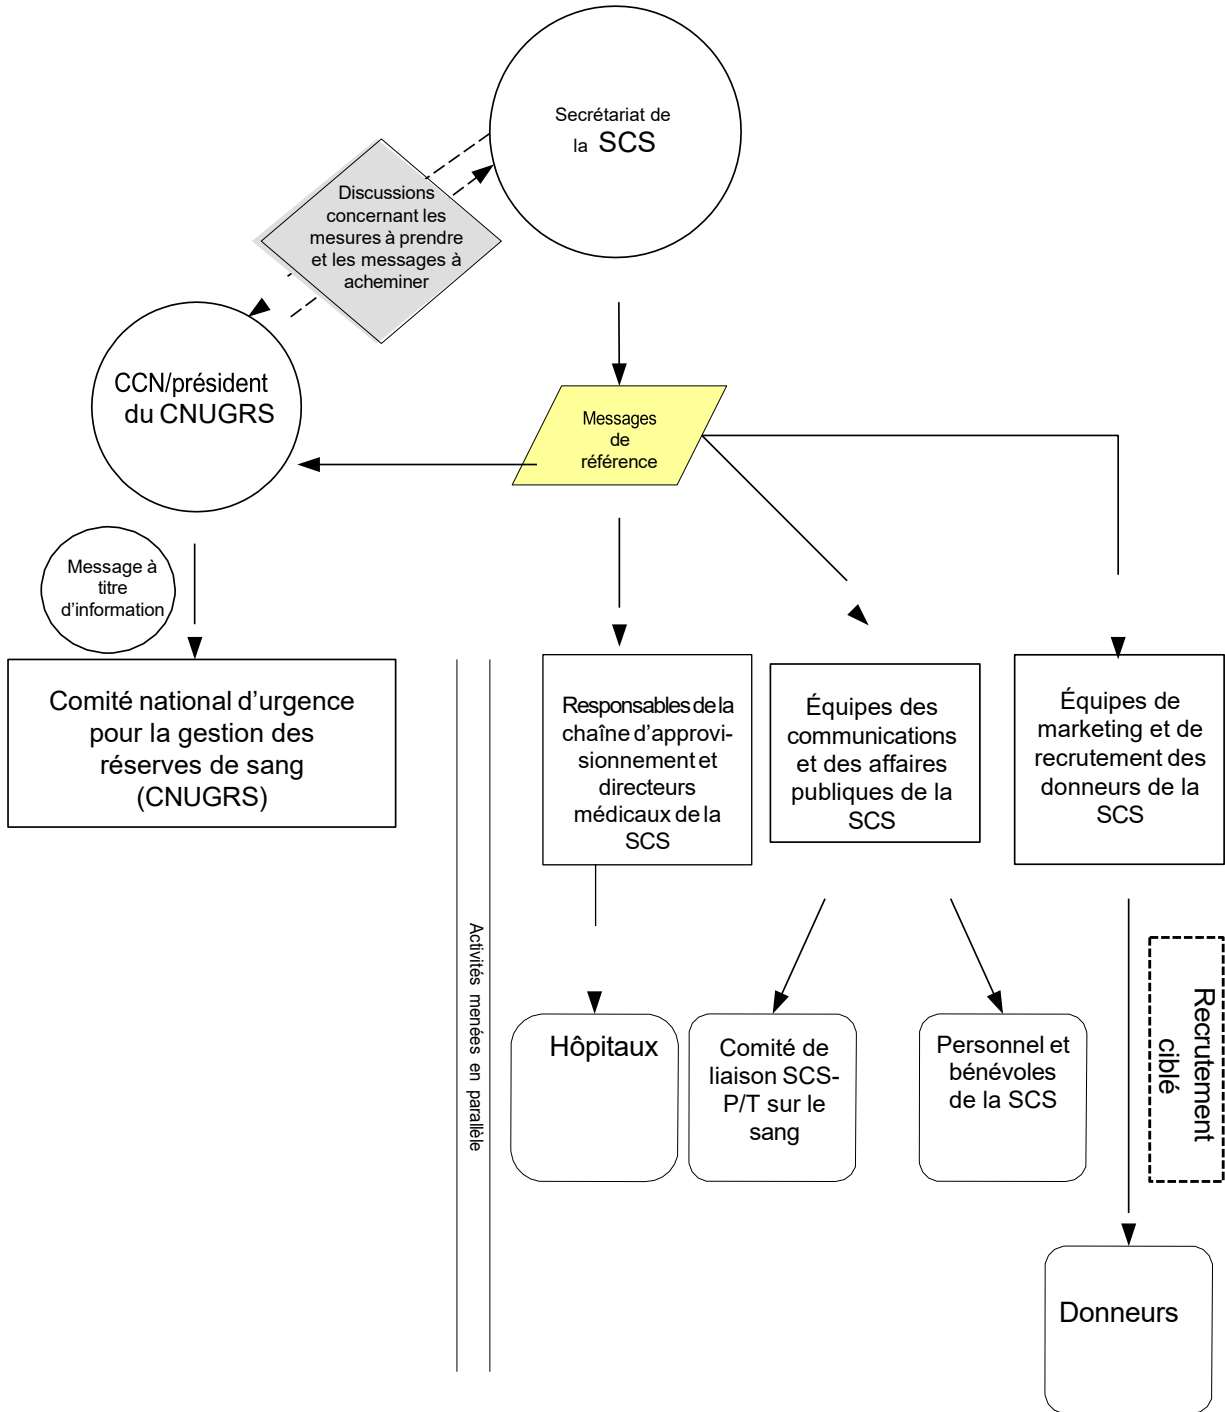 Secrétariat de
la SCS
Discussions
concernant les
mesures à prendre
et les messages à
acheminer
CCN/président
du CNUGRS
Messages
de
référence
Message à
titre
d'information
Comité national d'urgence
pour la gestion des
réserves de sang
(CNUGRS)
Responsables de la
chaîne d'approvi-
sionnement et
directeurs
médicaux de la
SCS
Équipes des
communications
et des affaires
publiques de la
SCS
Équipes de
marketing et de
recrutement des
donneurs de la
SCS
Activités menées en parallèle
Recrutement
ciblé
Hôpitaux
Comité de
liaison SCS-
P/T sur le
sang
Personnel et
bénévoles
de la SCS
Donneurs